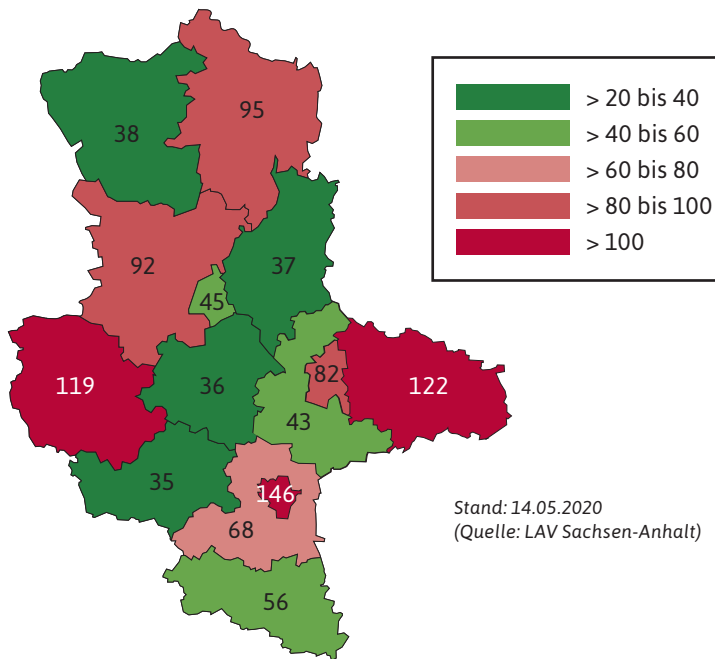 95
38
92
37
45
119
36
82
122
43
35
146
68
56
> 20 bis 40
> 40 bis 60
> 60 bis 80
> 80 bis 100
> 100
Stand: 14.05.2020
(Quelle: LAV Sachsen-Anhalt)